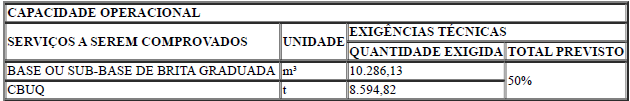 CAPACIDADE OPERACIONAL
SERVIÇOS A SEREM COMPROVADOS UNIDADE EXIGÊNCIAS TÉCNICAS
QUANTIDADE EXIGIDA TOTAL PREVISTO
BASE OU SUB-BASE DE BRITA GRADUADA m³ 10.286,13 50%
CBUQ t 8.594,82